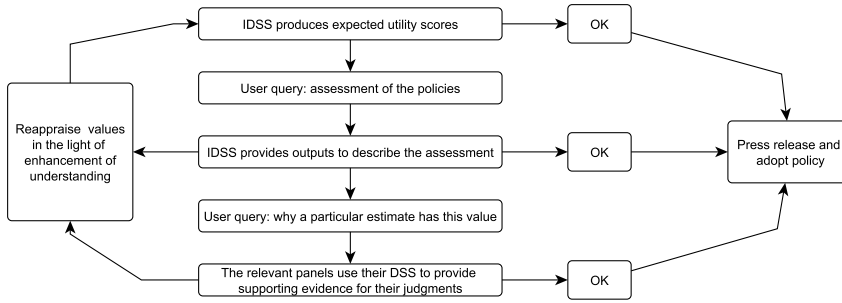 IDSS produces expected utility scores
OK
User query: assessment of the policies
Reappraise values
in the light of
enhancement of
understanding
IDSS provides outputs to describe the assessment
OK
Press release and
adopt policy
User query: why a particular estimate has this value
The relevant panels use their DSS to provide
supporting evidence for their judgments
OK